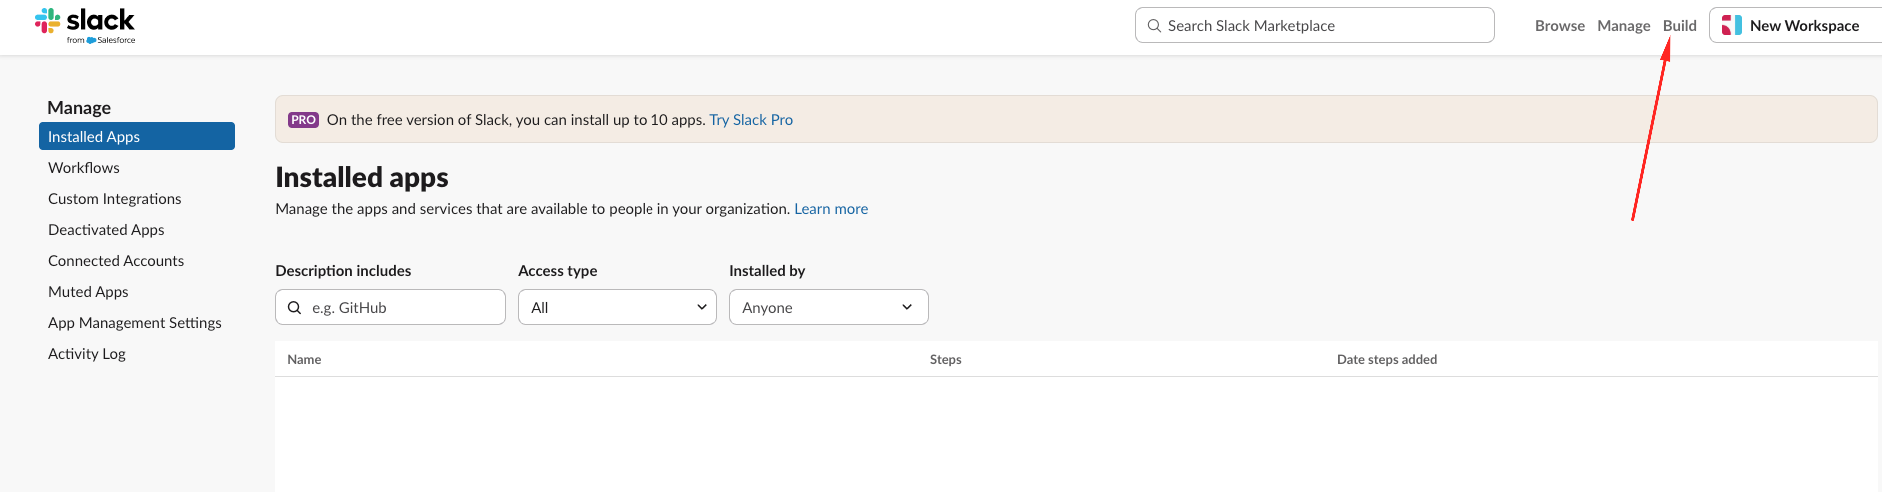 slack
from Salesforce
Search Slack Marketplace
Browse Manage Build
New Workspace
Manage
Installed Apps
Workflows
Custom Integrations
Deactivated Apps
Connected Accounts
Muted Apps
App Management Settings
Activity Log
PRO On the free version of Slack, you can install up to 10 apps. Try Slack Pro
Installed apps
Manage the apps and services that are available to people in your organization. Learn more
Description includes Access type Installed by
e.g. GitHub All Anyone
Name Steps Date steps added